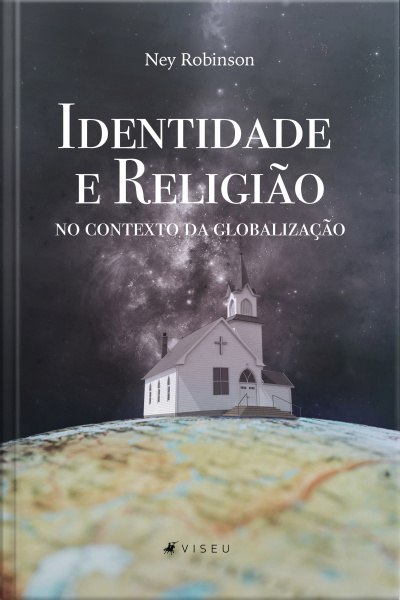 Ney Robinson
IDENTIDADE
E RELIGIÃO
NO CONTEXTO DA GLOBALIZAÇÃO
VISEU